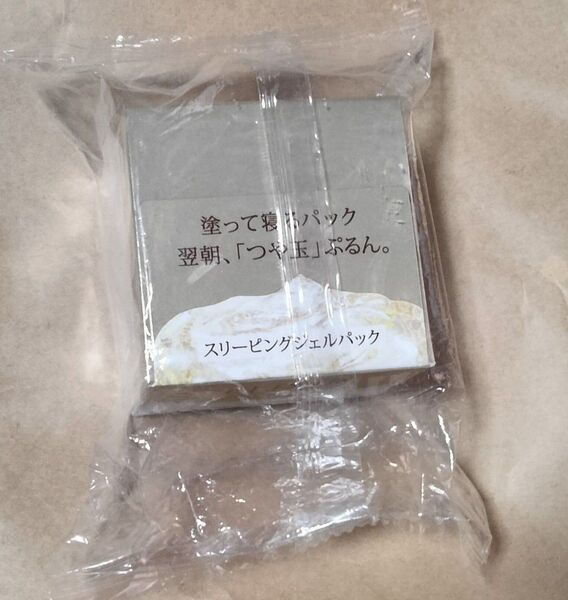 塗って寝るパック
翌朝、「つや玉」ぷるん。
スリーピングジェルパック